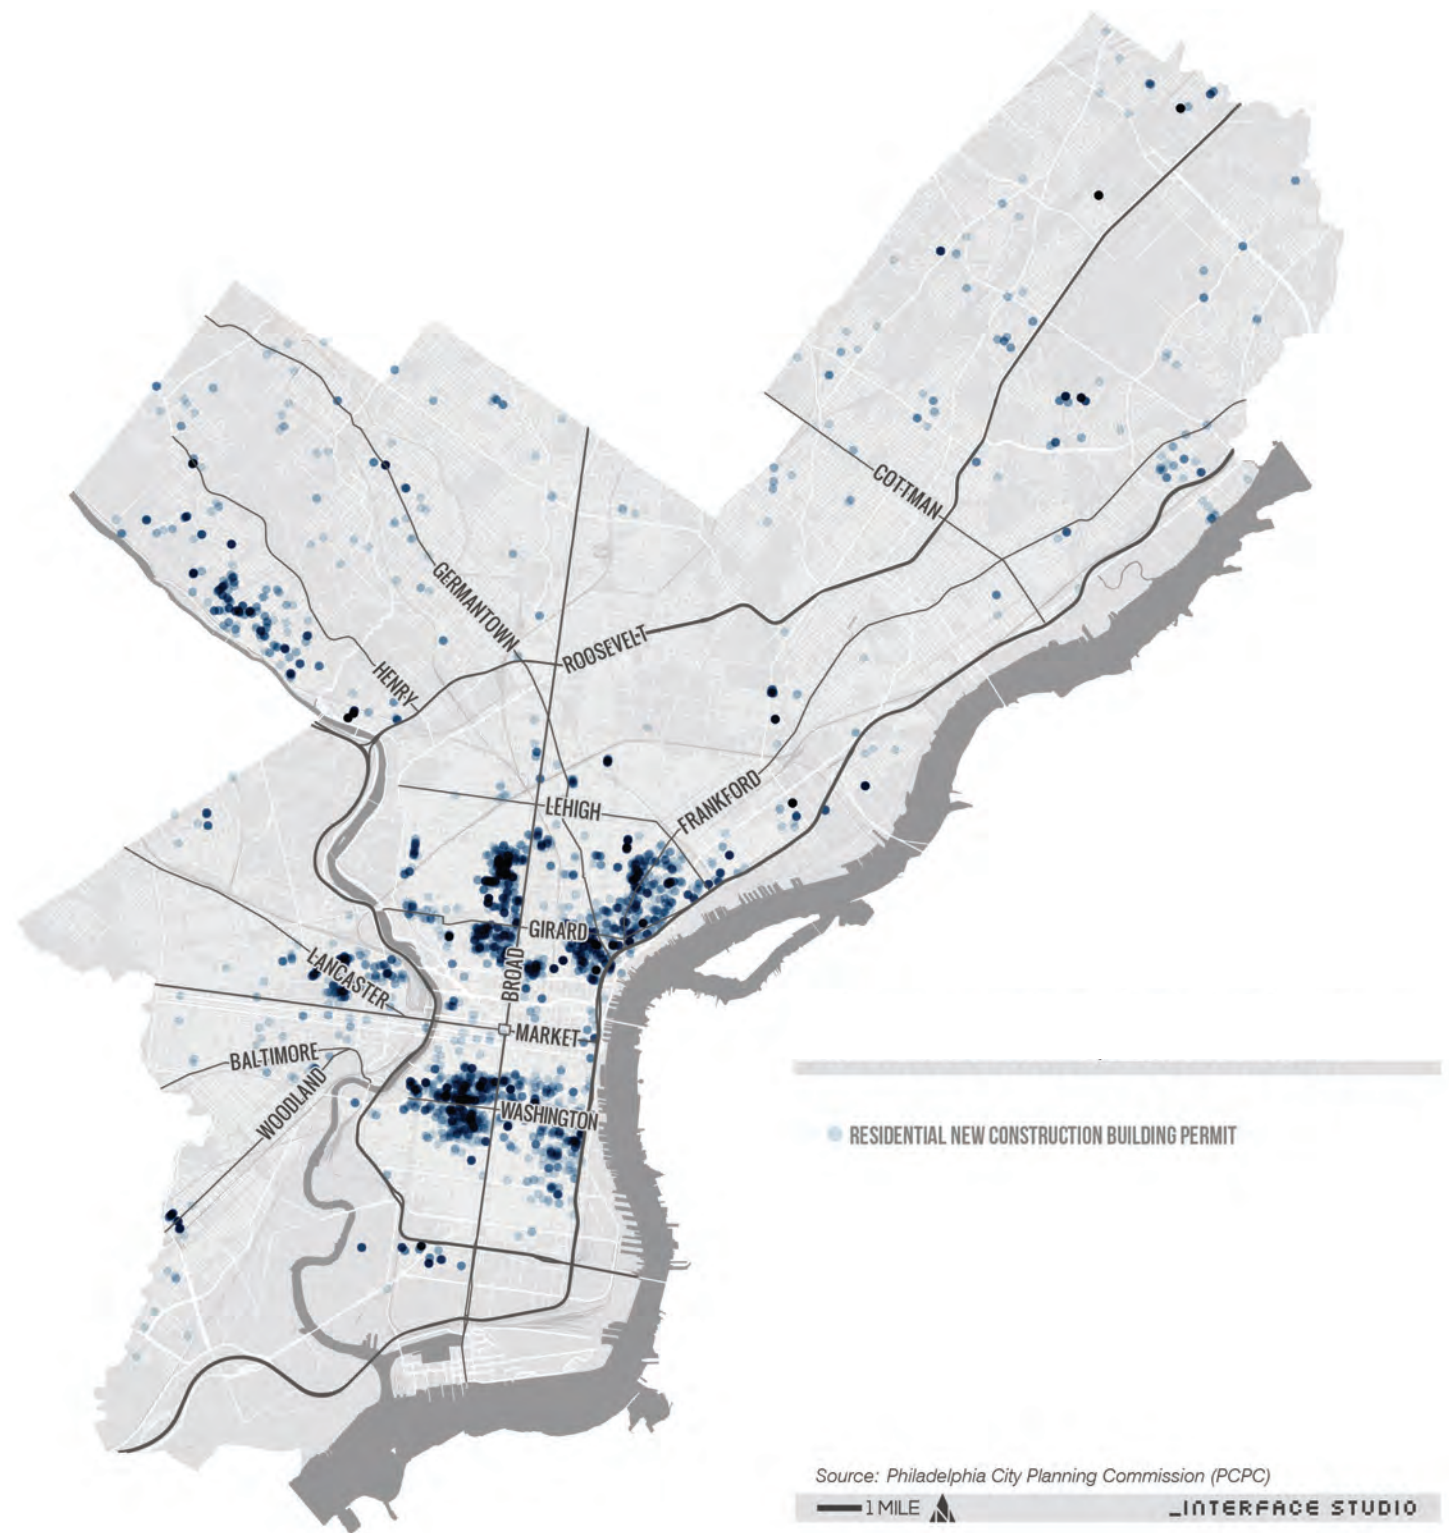 COTTMAN
GERMANTOWN
ROOSEVELT
HENRY
LEHIGH
FRANKFORD
GIRARD
LANCASTER
BROAD
MARKET
BALTIMORE
WOODLAND
WASHINGTON
RESIDENTIAL NEW CONSTRUCTION BUILDING PERMIT
Source: Philadelphia City Planning Commission (PCPC)
1 MILE
_INTERFACE STUDIO